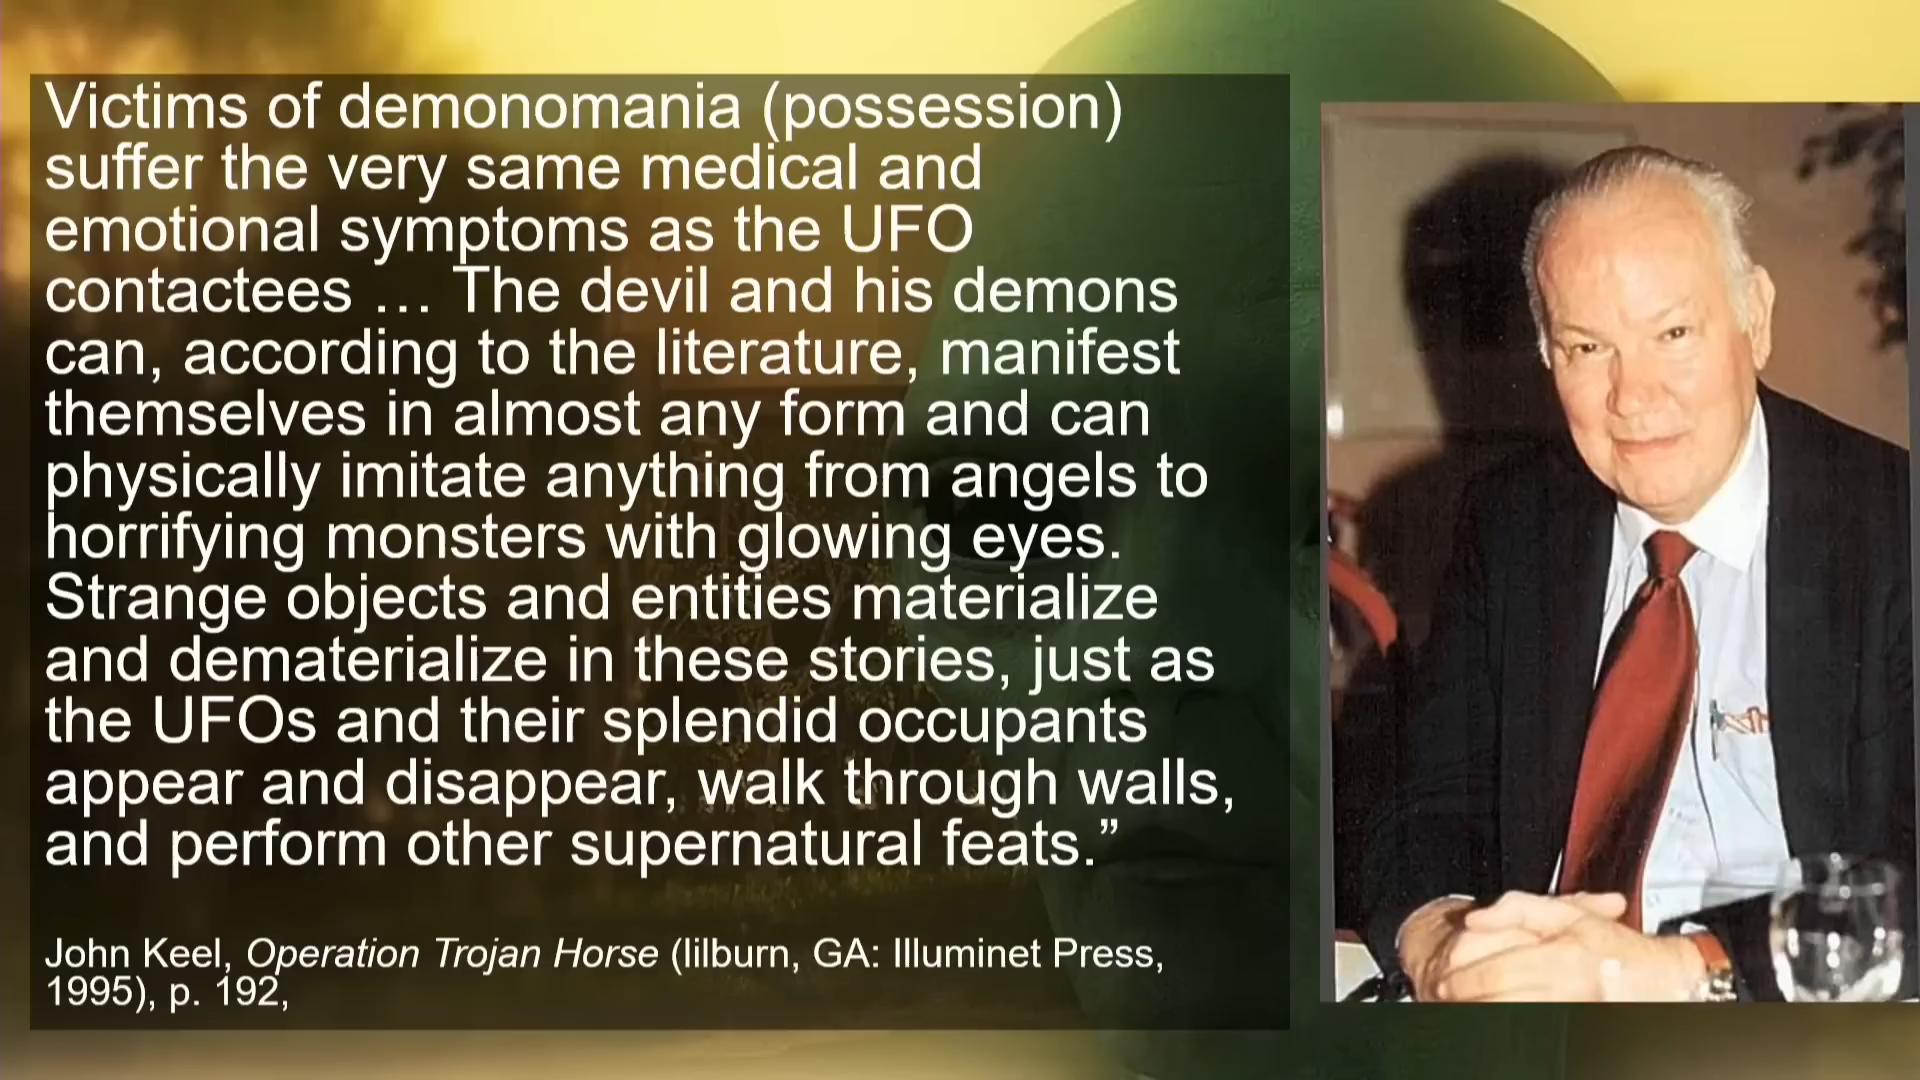 Victims of demonomania (possession)
suffer the very same medical and
emotional symptoms as the UFO
contactees … The devil and his demons
can, according to the literature, manifest
themselves in almost any form and can
physically imitate anything from angels to
horrifying monsters with glowing eyes.
Strange objects and entities materialize
and dematerialize in these stories, just as
the UFOs and their splendid occupants
appear and disappear, walk through walls,
and perform other supernatural feats.”
John Keel, Operation Trojan Horse (lilburn, GA: Illuminet Press,
1995), p. 192,